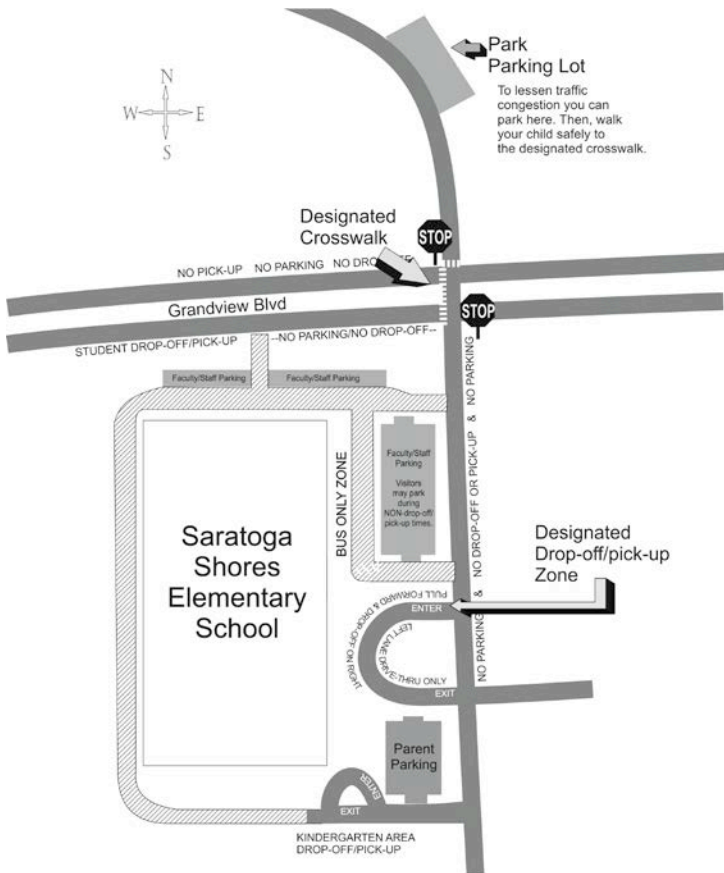 Park
Parking Lot
To lessen traffic
congestion you can
park here. Then, walk
your child safely to
the designated crosswalk.
N
W E
S
Designated
Crosswalk
STOP
NO PICK-UP NO PARKING NO DROP-OFF
Grandview Blvd
STOP
STUDENT DROP-OFF/PICK-UP --NO PARKING/NO DROP-OFF--
Faculty/Staff Parking
Faculty/Staff Parking
NO PARKING & NO DROP-OFF OR PICK-UP & NO PARKING
BUS ONLY ZONE
Faculty/Staff
Parking
Visitors
may park
during
NON-drop-off/
pick-up times.
Saratoga
Shores
Elementary
School
Designated
Drop-off/pick-up
Zone
PULL FORWARD & DROP-OFF ON RIGHT
ENTER
LEFT LANE DRIVE-THRU ONLY
EXIT
Parent
Parking
ENTER
EXIT
KINDERGARTEN AREA
DROP-OFF/PICK-UP